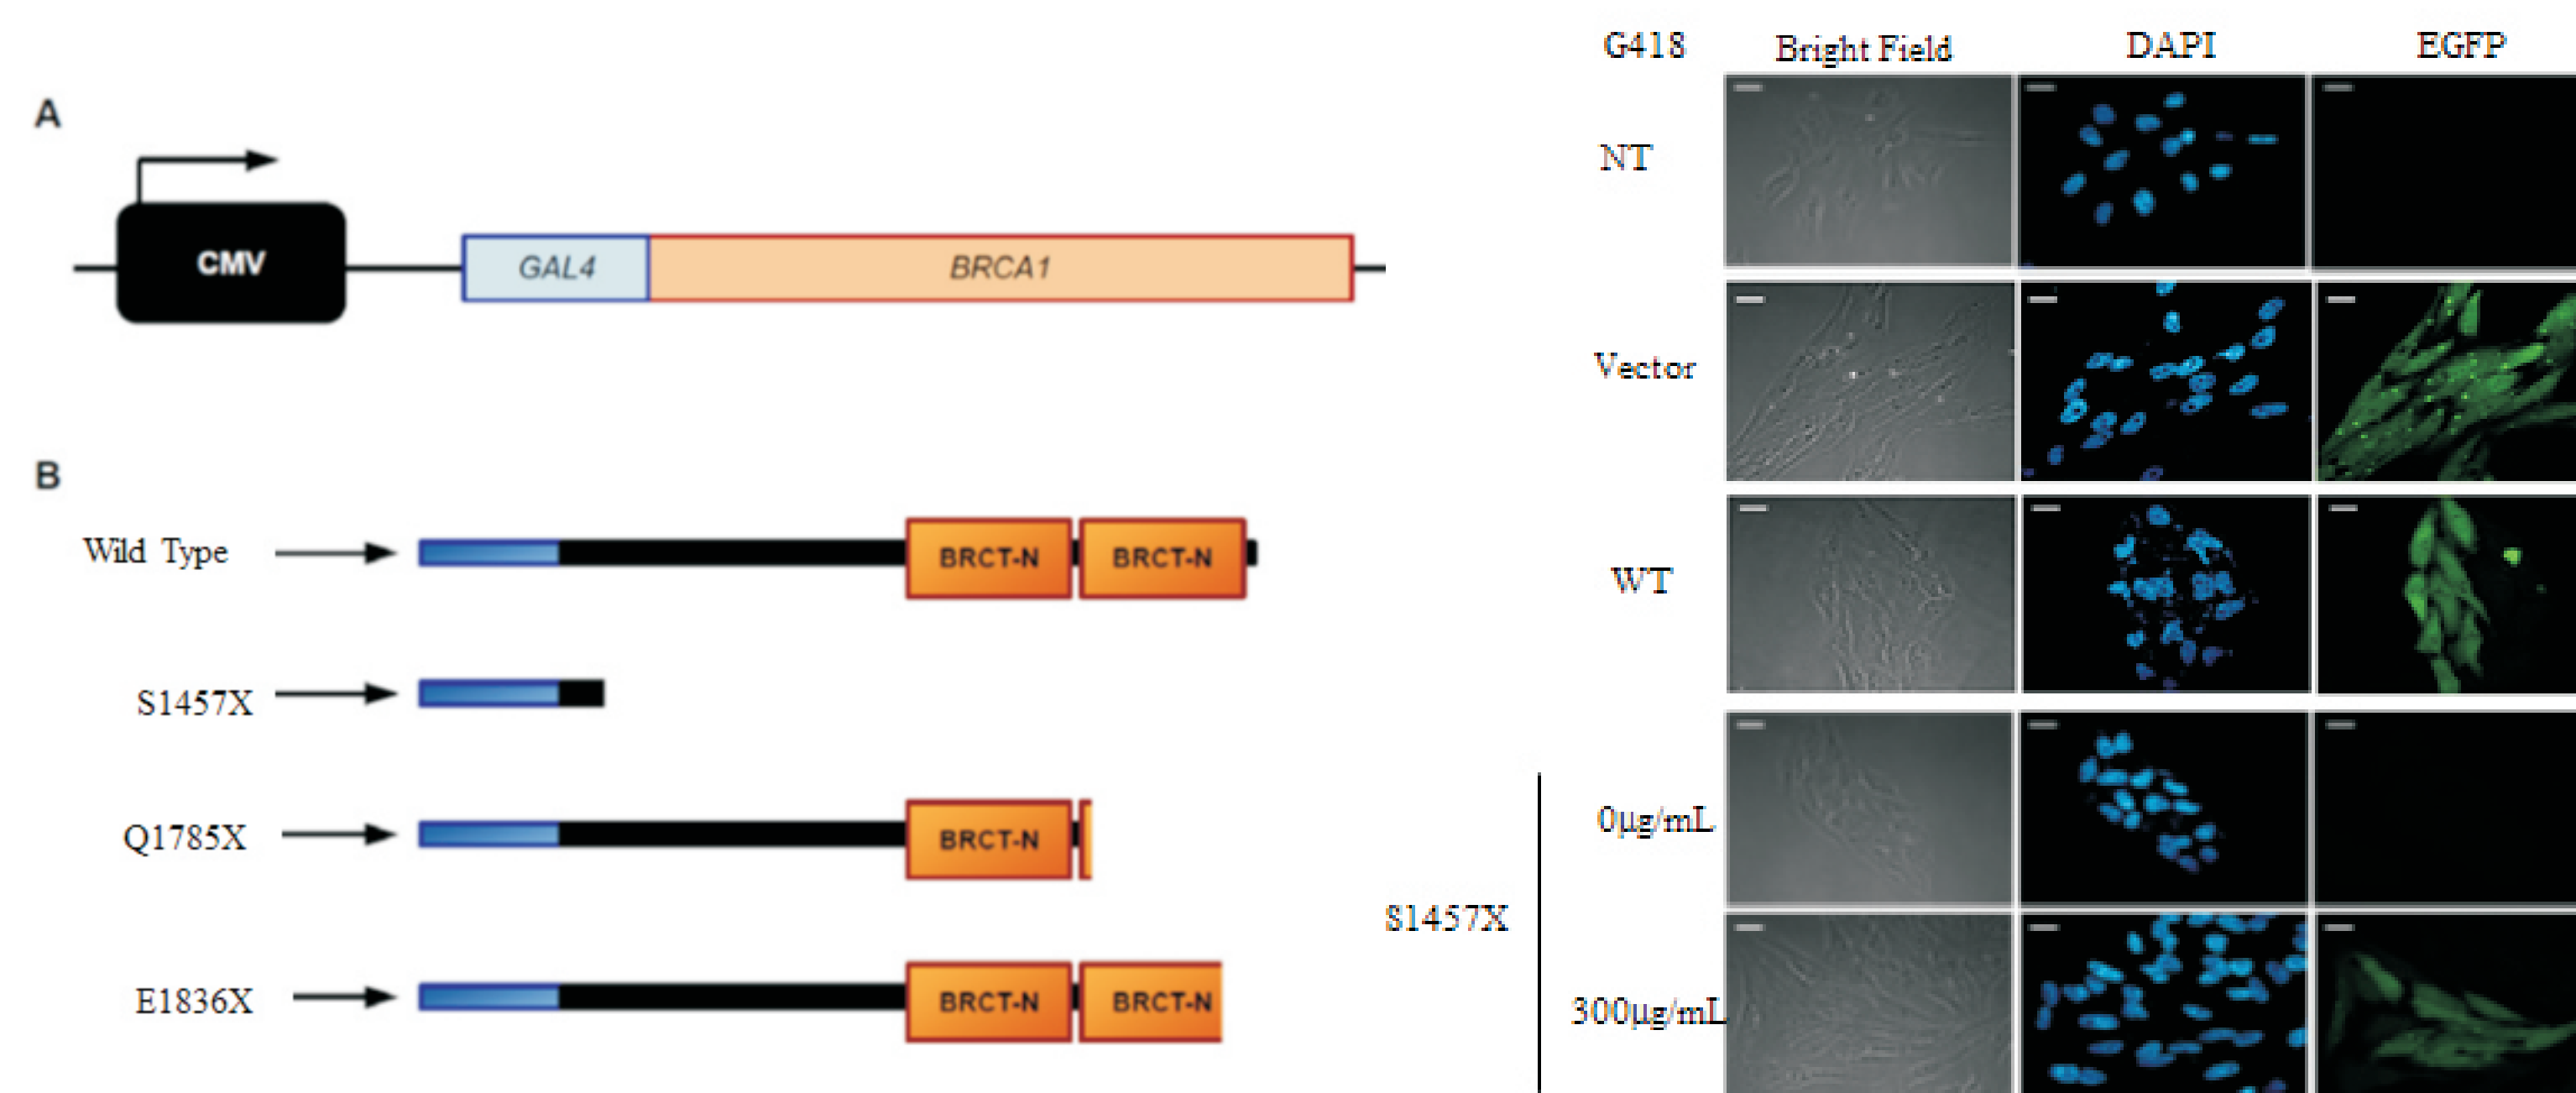 A
CMV
GAL4
BRCA1
B
Wild Type
BRCT-N
BRCT-N
S1457X
Q1785X
BRCT-N
E1836X
BRCT-N
BRCT-N
G418
Bright Field
DAPI
EGFP
NT
Vector
WT
0µg/mL
S1457X
300µg/mL